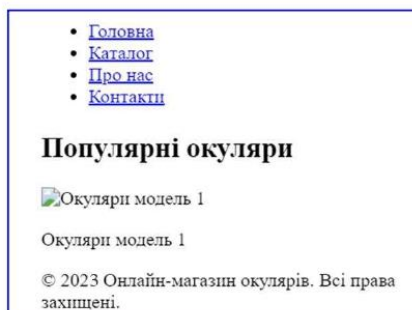 Головна
Каталог
Про нас
Контакти
Популярні окуляри
Окуляри модель 1
Окуляри модель 1
© 2023 Онлайн-магазин окулярів. Всі права
захищені.